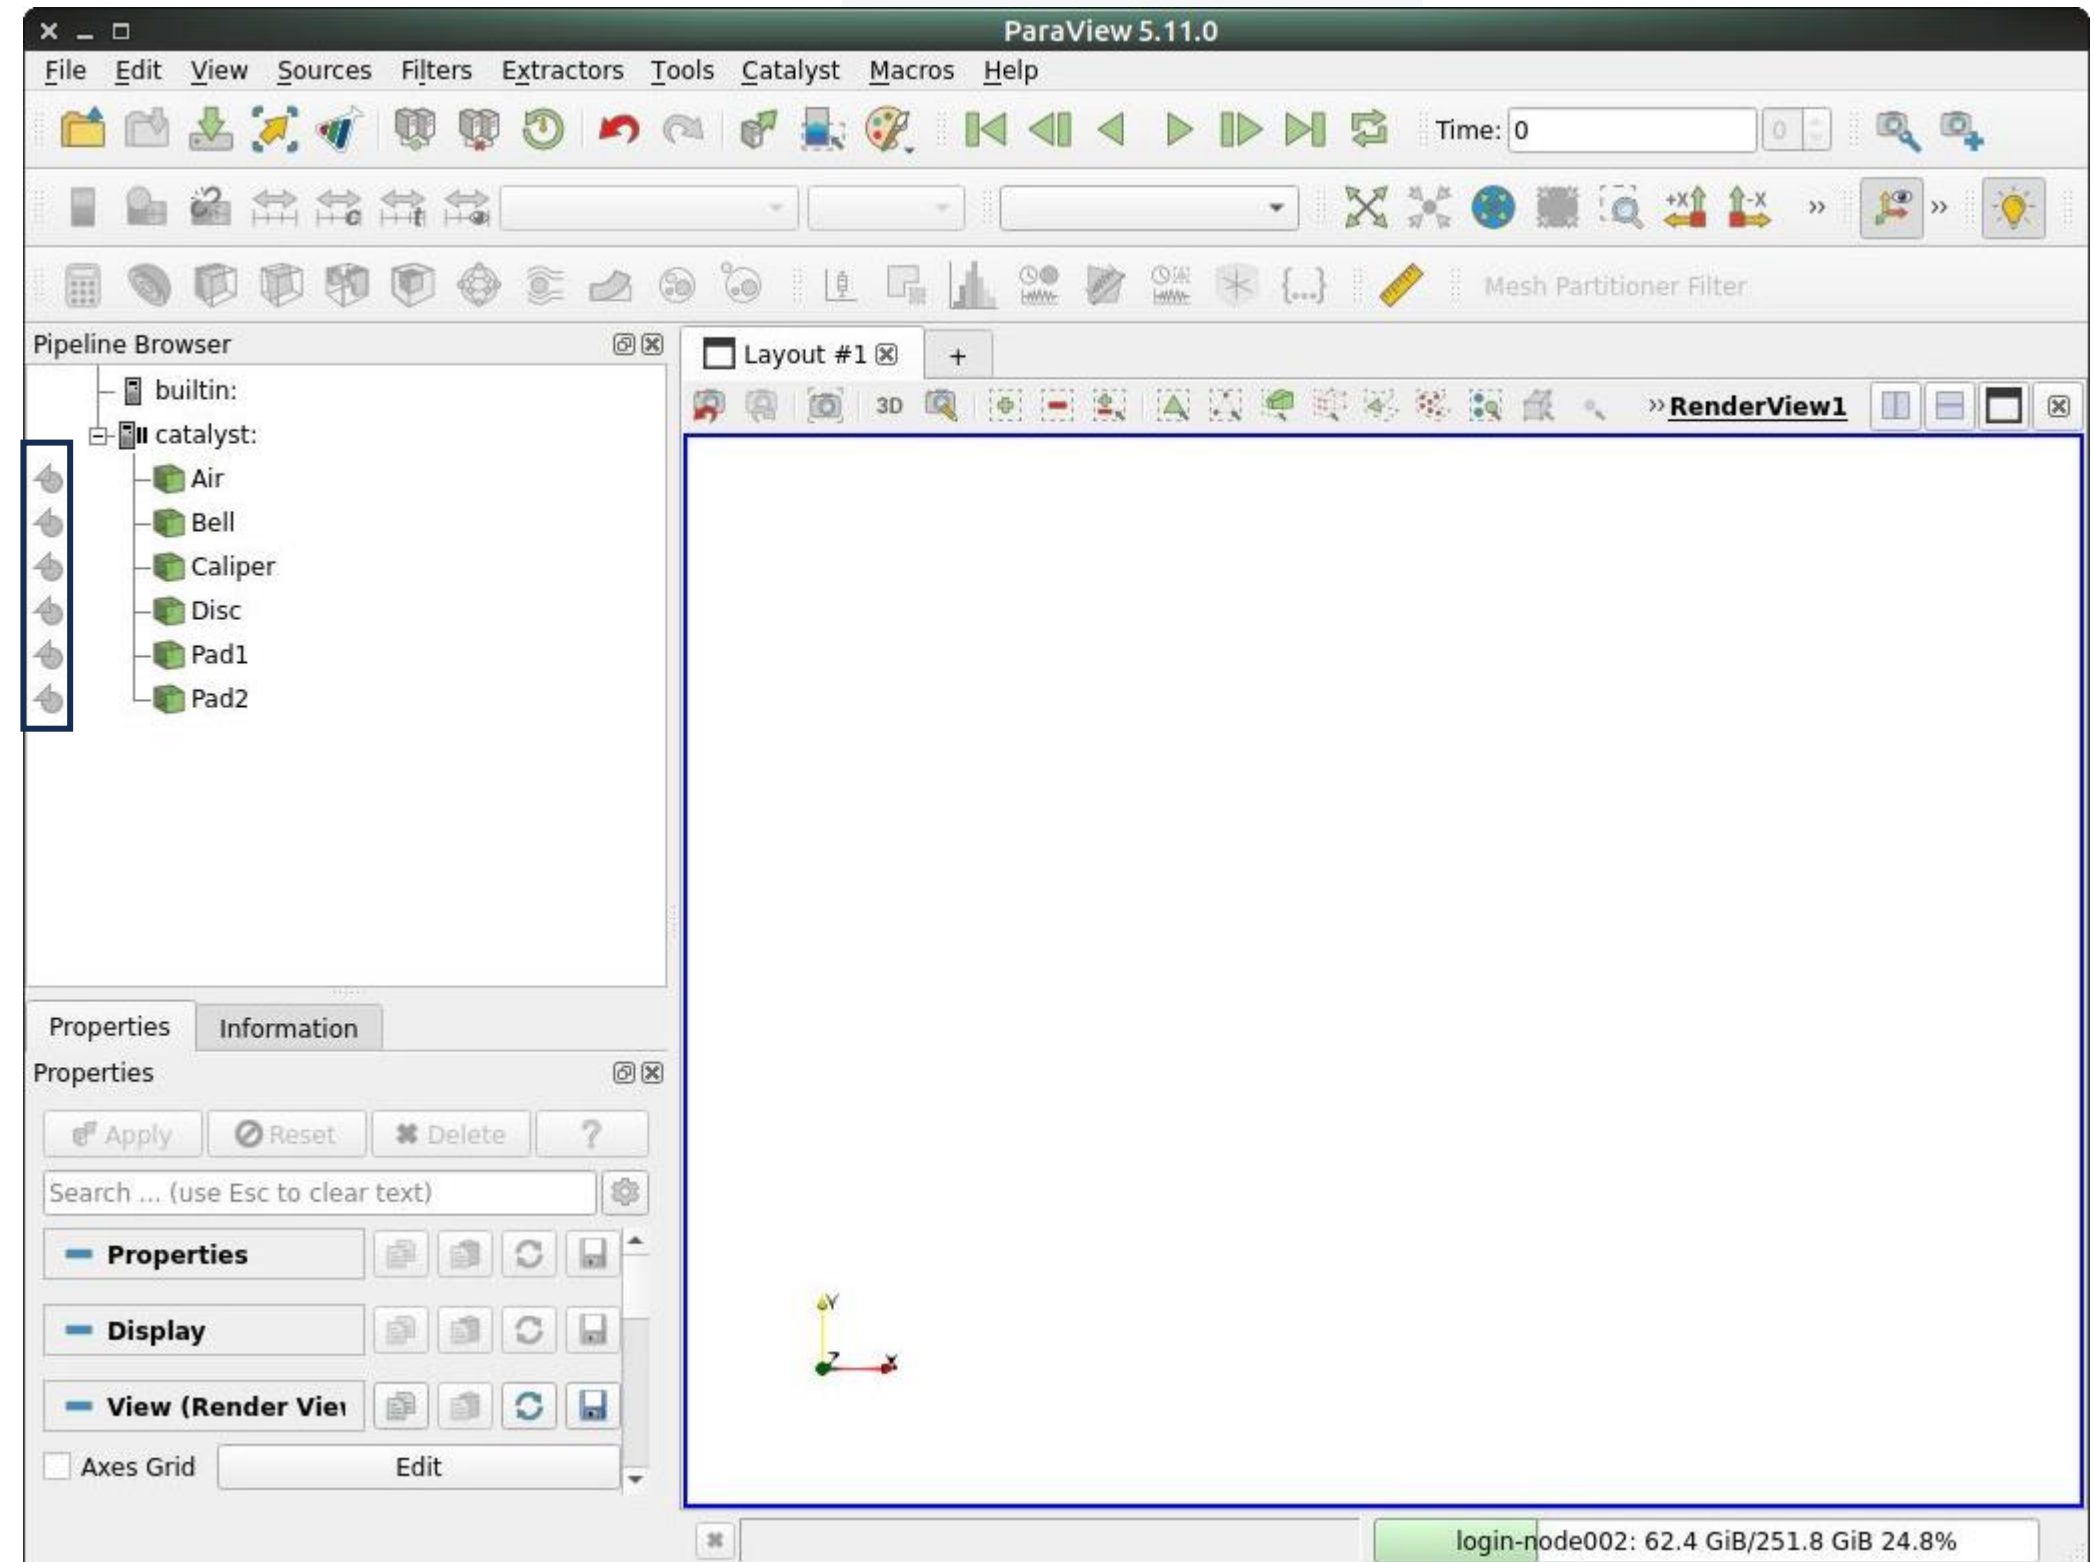 ParaView 5.11.0
File Edit View Sources Filters Extractors Tools Catalyst Macros Help
Time: 0 0
c t +X -X » »
{...} Mesh Partitioner Filter
Pipeline Browser
Layout #1 +
builtin:
3D » RenderView1
catalyst:
Air
Bell
Caliper
Disc
Pad1
Pad2
Properties Information
Properties
Apply Reset Delete ?
Search ... (use Esc to clear text)
Properties
Y
Display
Z X
View (Render Viev
Axes Grid Edit
login-node002: 62.4 GiB/251.8 GiB 24.8%